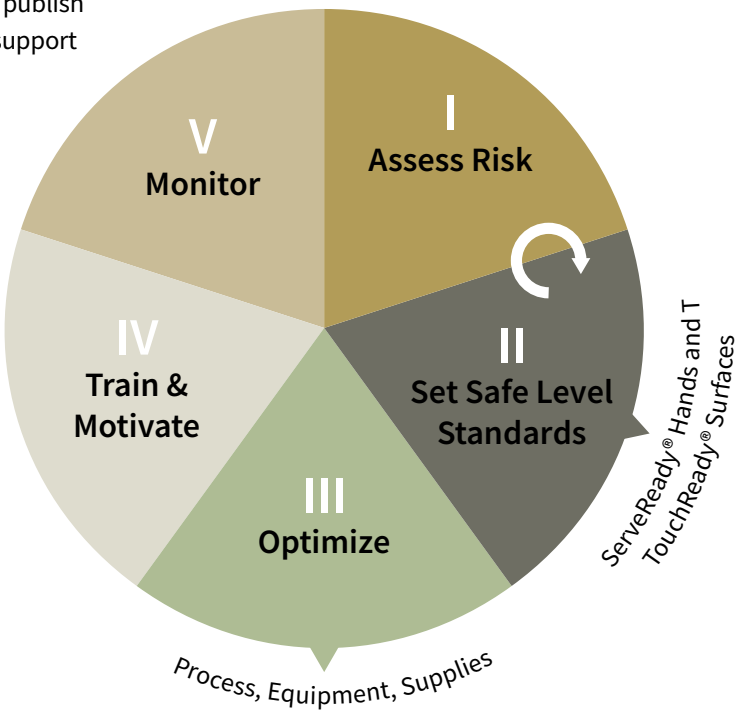 publish
support
I
Assess Risk
II
Set Safe Level
Standards
ServeReady® Hands and T
TouchReady® Surfaces
III
Optimize
Process, Equipment, Supplies
IV
Train &
Motivate
V
Monitor